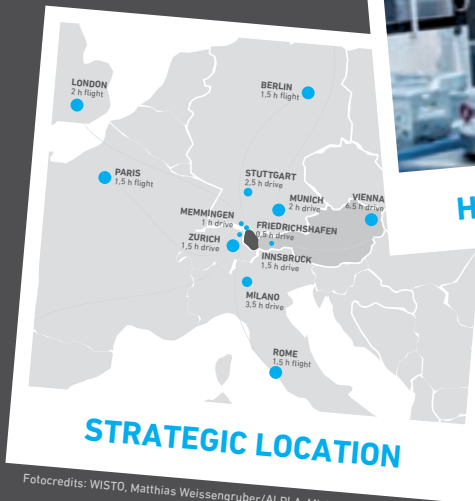 LONDON
2 h flight
BERLIN
1,5 h flight
PARIS
1,5 h flight
STUTTGART
2,5 h drive
MUNICH
2 h drive
VIENNA
6.5 h drive
MEMMINGEN
1 h drive
FRIEDRICHSHAFEN
0,5 h drive
ZURICH
1,5 h drive
INNSBRUCK
1,5 h drive
MILANO
3,5 h drive
ROME
1.5 h flight
H
STRATEGIC LOCATION
Fotocredits: WISTO, Matthias Weissengruber/ALPLA,